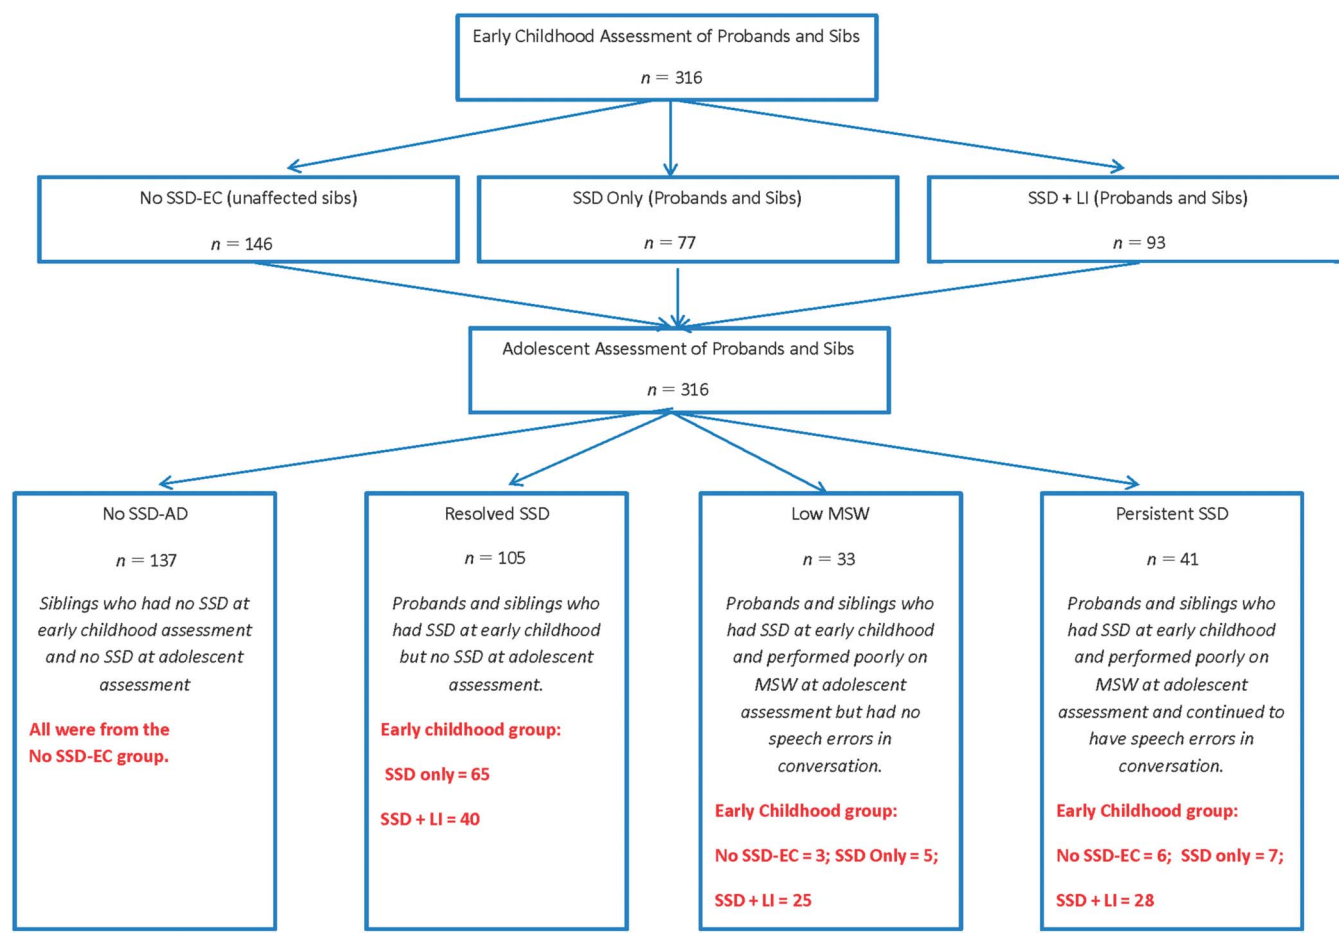 Early Childhood Assessment of Probands and Sibs
n = 316
No SSD-EC (unaffected sibs)
n = 146
SSD Only (Probands and Sibs)
n = 77
SSD + LI (Probands and Sibs)
n = 93
Adolescent Assessment of Probands and Sibs
n = 316
No SSD-AD
n = 137
Siblings who had no SSD at
early childhood assessment
and no SSD at adolescent
assessment
All were from the
No SSD-EC group.
Resolved SSD
n = 105
Probands and siblings who
had SSD at early childhood
but no SSD at adolescent
assessment.
Early childhood group:
SSD only = 65
SSD + LI = 40
Low MSW
n = 33
Probands and siblings who
had SSD at early childhood
and performed poorly on
MSW at adolescent
assessment but had no
speech errors in
conversation.
Early Childhood group:
No SSD-EC = 3; SSD Only = 5;
SSD + LI = 25
Persistent SSD
n = 41
Probands and siblings who
had SSD at early childhood
and performed poorly on
MSW at adolescent
assessment and continued to
have speech errors in
conversation.
Early Childhood group:
No SSD-EC = 6; SSD only = 7;
SSD + LI = 28